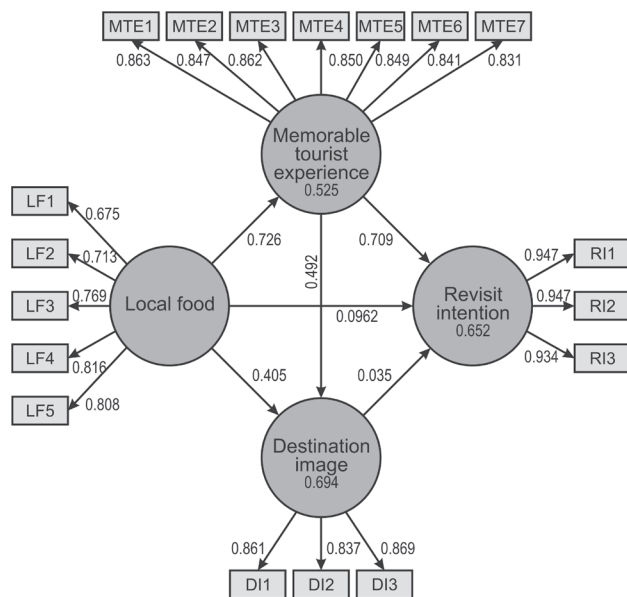 MTE1 MTE2 MTE3 MTE4 MTE5 MTE6 MTE7
0.863 0.847 0.862 0.850 0.849 0.841 0.831
Memorable
tourist
experience
0.525
LF1
0.675
LF2
0.713
LF3
0.769
LF4
0.816
LF5
0.808
Local food
0.726
0.492
0.709
0.0962
0.405
0.035
Revisit
intention
0.652
0.947
RI1
0.947
RI2
0.934
RI3
Destination
image
0.694
0.861 0.837 0.869
DI1 DI2 DI3